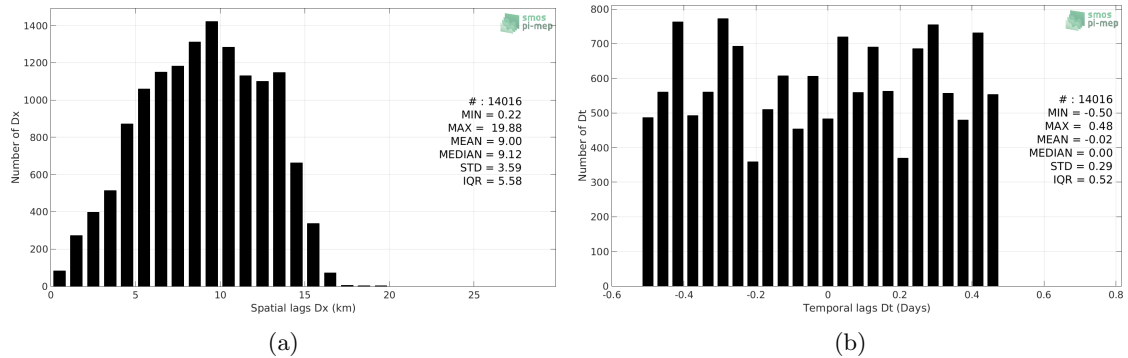 smos
pi-mep
1400
1200
1000
800
600
400
200
0
Number of Dx
# : 14016
MIN = 0.22
MAX = 19.88
MEAN = 9.00
MEDIAN = 9.12
STD = 3.59
IQR = 5.58
0 5 10 15 20 25
Spatial lags Dx (km)
(a)
smos
pi-mep
800
700
600
500
400
300
200
100
0
Number of Dt
# : 14016
MIN = -0.50
MAX = 0.48
MEAN = -0.02
MEDIAN = 0.00
STD = 0.29
IQR = 0.52
-0.6 -0.4 -0.2 0 0.2 0.4 0.6 0.8
Temporal lags Dt (Days)
(b)